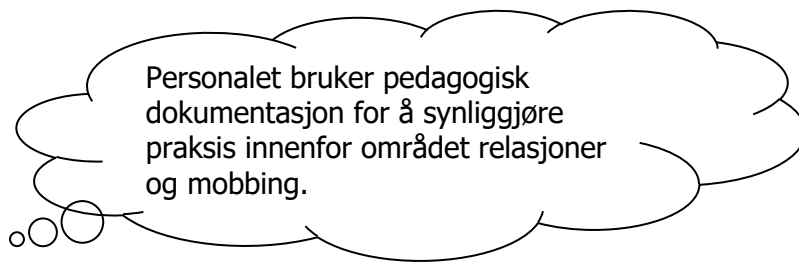 Personalet bruker pedagogisk
dokumentasjon for å synliggjøre
praksis innenfor området relasjoner
og mobbing.